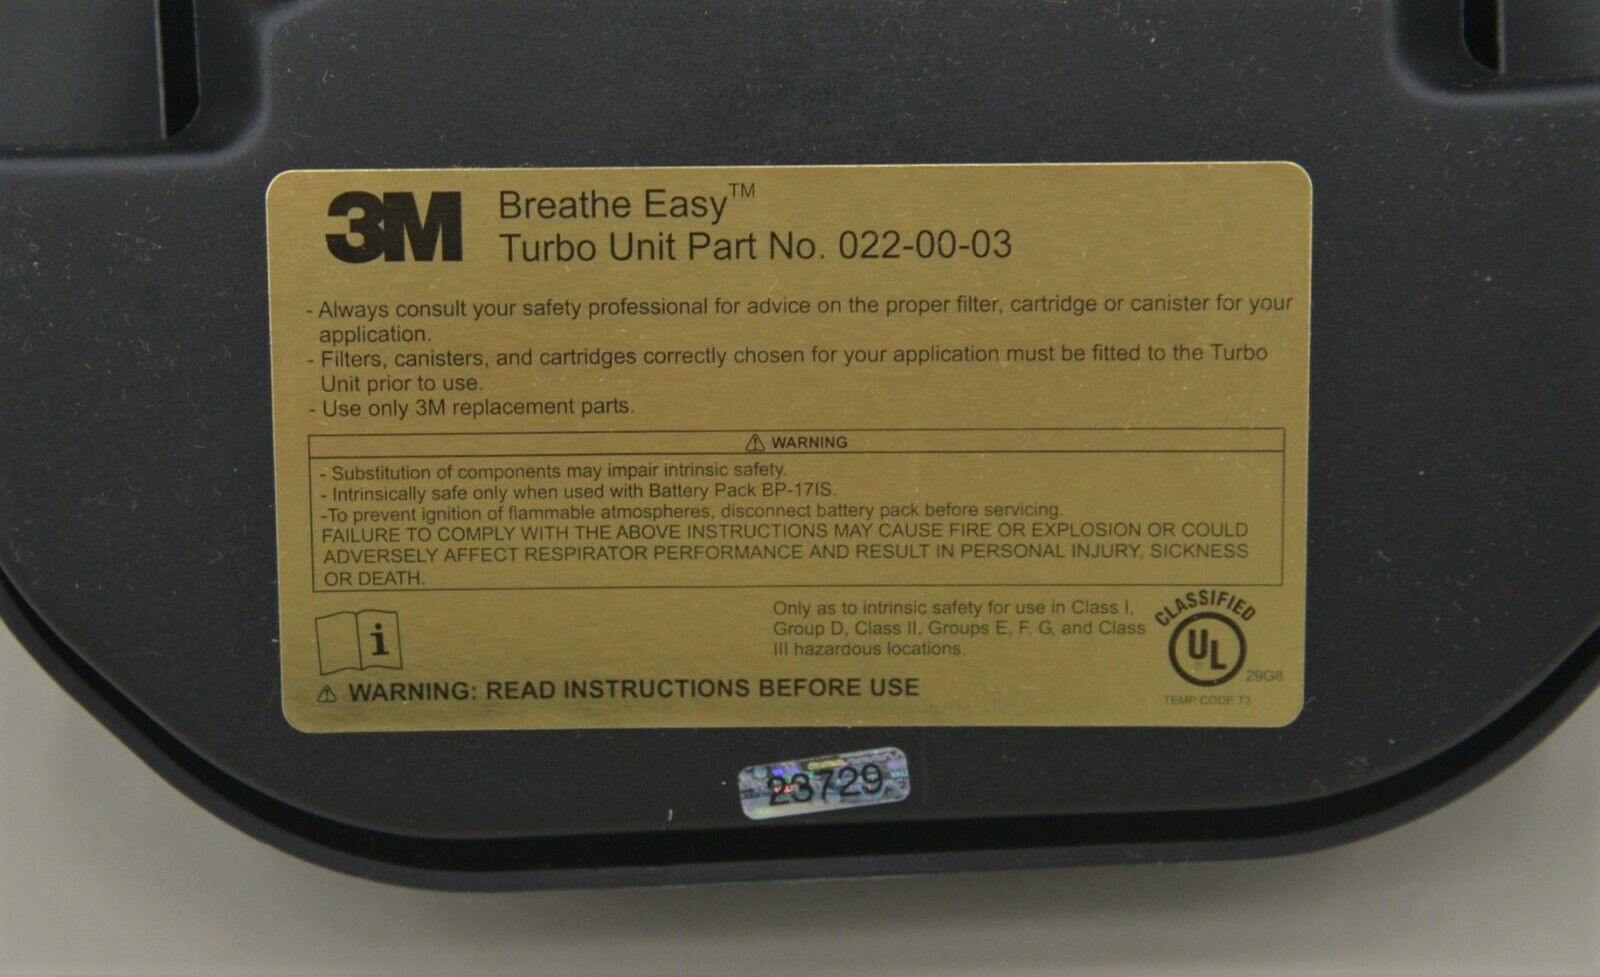 3M
Breathe Easy™
Turbo Unit Part No. 022-00-03
- Always consult your safety professional for advice on the proper filter, cartridge or canister for your
application.
- Filters, canisters, and cartridges correctly chosen for your application must be fitted to the Turbo
Unit prior to use.
- Use only 3M replacement parts.
⚠ WARNING
- Substitution of components may impair intrinsic safety.
- Intrinsically safe only when used with Battery Pack BP-17IS.
-To prevent ignition of flammable atmospheres, disconnect battery pack before servicing.
FAILURE TO COMPLY WITH THE ABOVE INSTRUCTIONS MAY CAUSE FIRE OR EXPLOSION OR COULD
ADVERSELY AFFECT RESPIRATOR PERFORMANCE AND RESULT IN PERSONAL INJURY, SICKNESS
OR DEATH.
i
Only as to intrinsic safety for use in Class I,
Group D, Class II, Groups E, F, G, and Class
III hazardous locations.
CLASSIFIED
UL
29G8
TEMP CODE T3
⚠ WARNING: READ INSTRUCTIONS BEFORE USE
23729